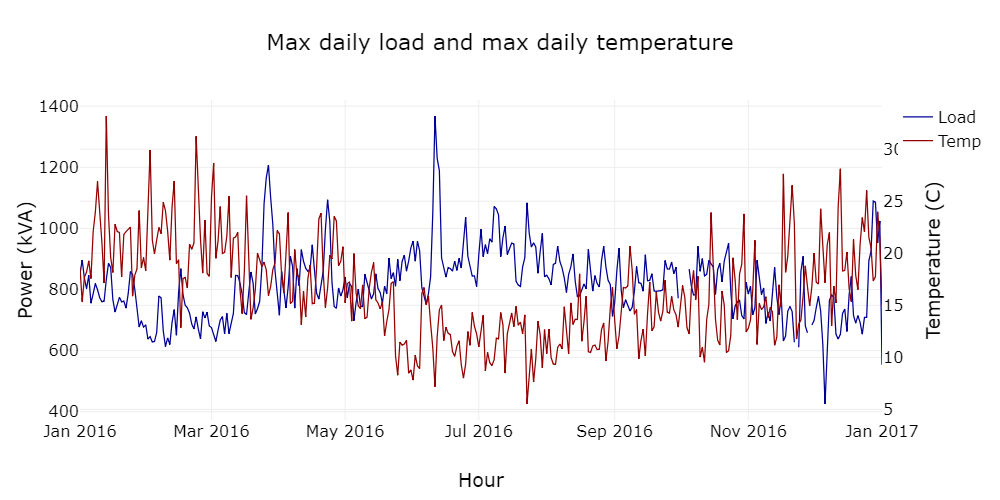 Max daily load and max daily temperature
Power (kVA)
1400
1200
1000
800
600
400
30
25
20
15
10
5
Temperature (C)
Load
Temp
Jan 2016
Mar 2016
May 2016
Jul 2016
Sep 2016
Nov 2016
Jan 2017
Hour